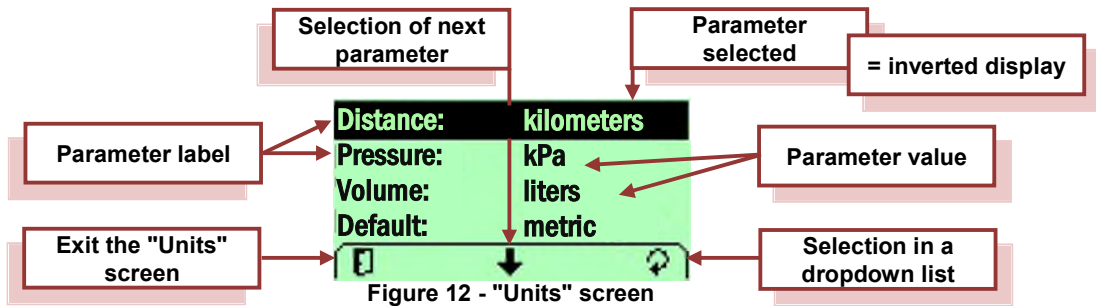 Selection of next
parameter
Parameter
selected
= inverted display
Distance: kilometers
Parameter label
Pressure: kPa
Parameter value
Volume: liters
Default: metric
Exit the "Units"
screen
Selection in a
dropdown list
Figure 12 - "Units" screen